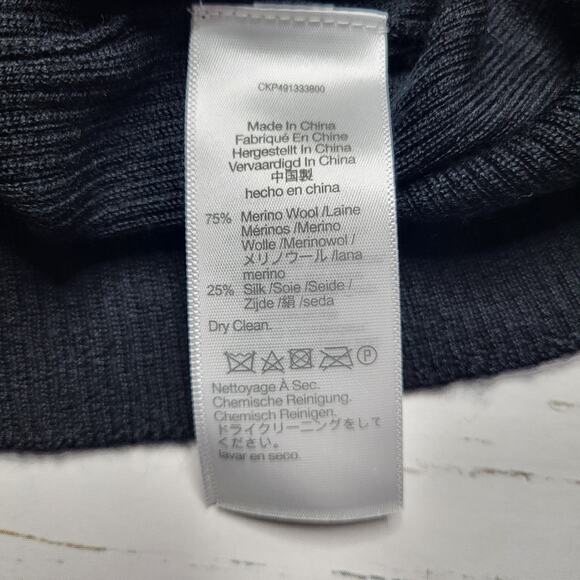 CKP491333800
Made In China
Fabriqué En Chine
Hergestellt In China
Vervaardigd In China
中国製
hecho en china
75% Merino Wool /Laine
Mérinos /Merino
Wolle /Merinowol /
メリノウール /lana
merino
25% Silk /Soie /Seide /
Zijde /絹 /seda
Dry Clean.
P
Nettoyage À Sec.
Chemische Reinigung.
Chemisch Reinigen.
ドライクリーニングをして
ください。
lavar en seco.